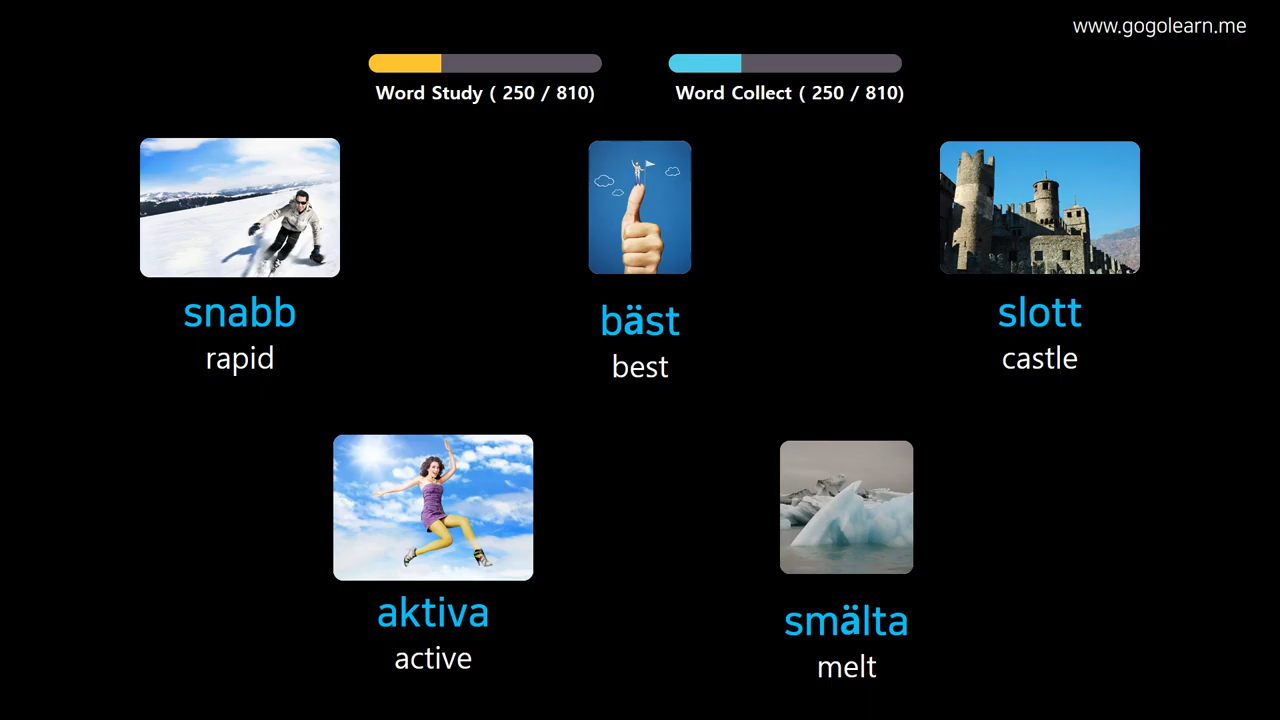 www.gogolearn.me
Word Study ( 250 / 810)
Word Collect ( 250 / 810)
snabb
rapid
bäst
best
slott
castle
aktiva
active
smälta
melt